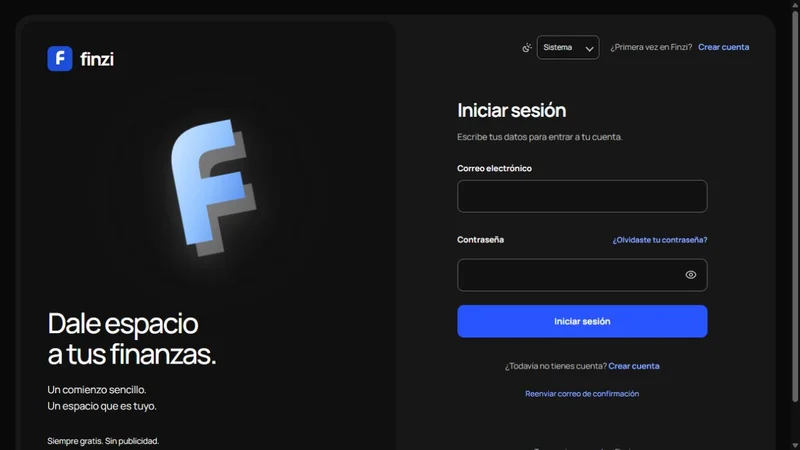 finzi
Dale espacio
a tus finanzas.
Un comienzo sencillo.
Un espacio que es tuyo.
Siempre gratis. Sin publicidad.
Sistema
¿Primera vez en Finzi? Crear cuenta
Iniciar sesión
Escribe tus datos para entrar a tu cuenta.
Correo electrónico
Contraseña
¿Olvidaste tu contraseña?
Iniciar sesión
¿Todavía no tienes cuenta? Crear cuenta
Reenviar correo de confirmación